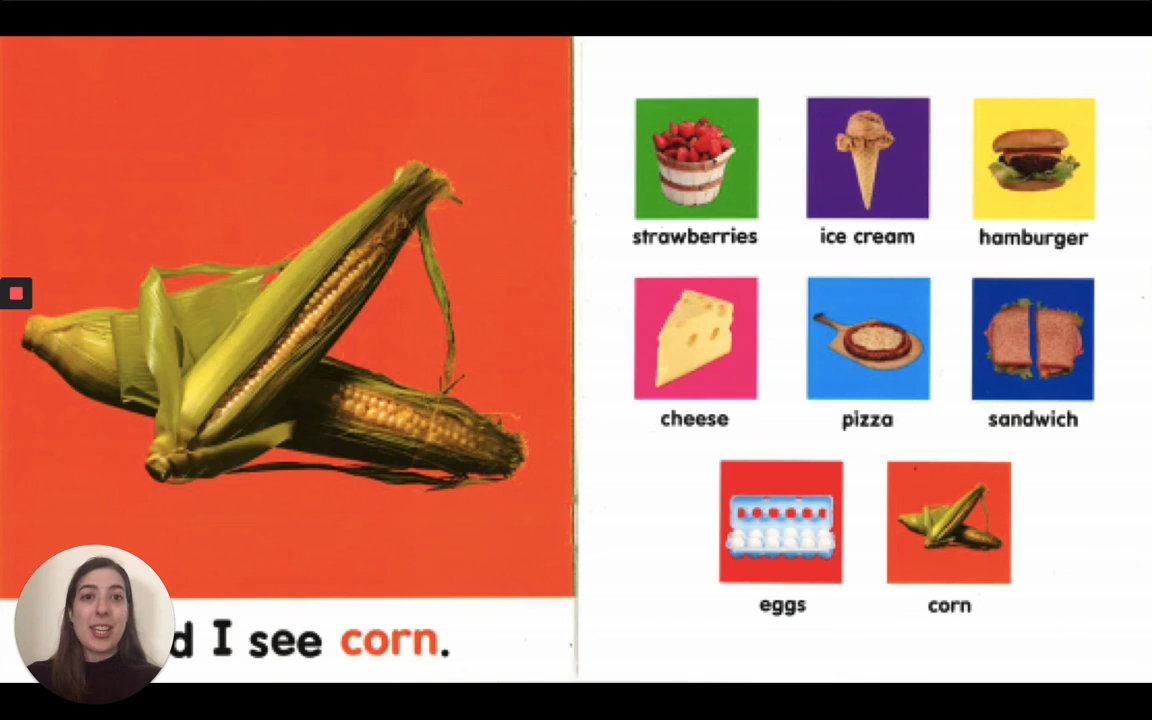 d I see corn.
strawberries ice cream hamburger
cheese pizza sandwich
eggs corn